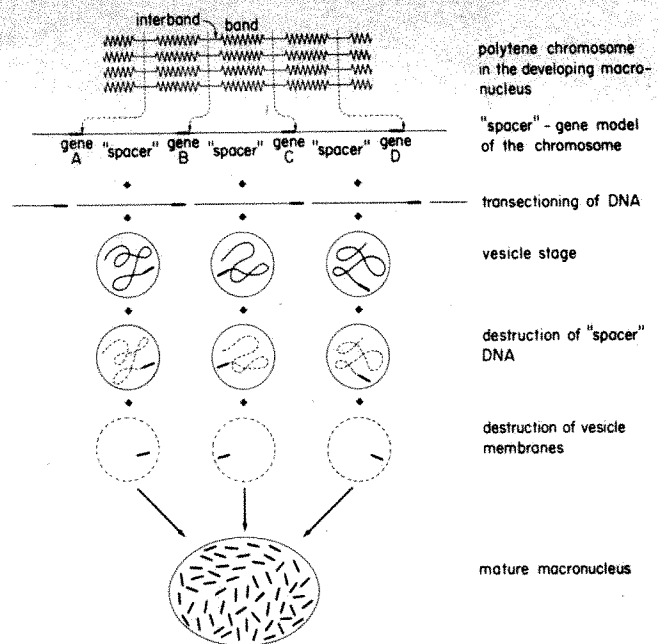 interband
band
polytene chromosome
in the developing macro-
nucleus
gene "spacer" gene "spacer" gene "spacer" gene
A B C D
"spacer" - gene model
of the chromosome
transectioning of DNA
vesicle stage
destruction of "spacer"
DNA
destruction of vesicle
membranes
mature macronucleus